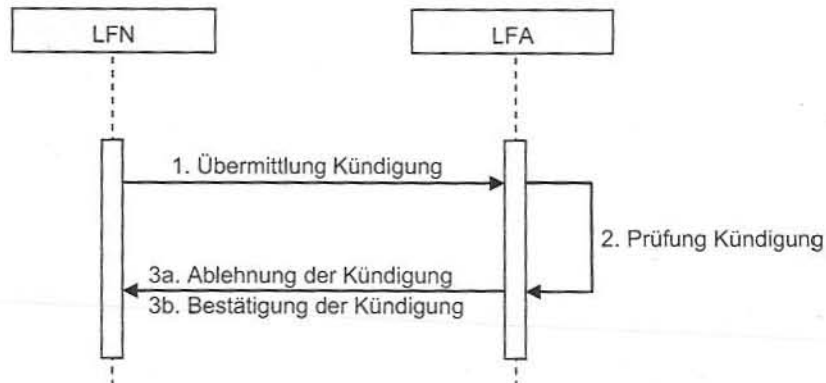 LFN
LFA
1. Übermittlung Kündigung
2. Prüfung Kündigung
3a. Ablehnung der Kündigung
3b. Bestätigung der Kündigung